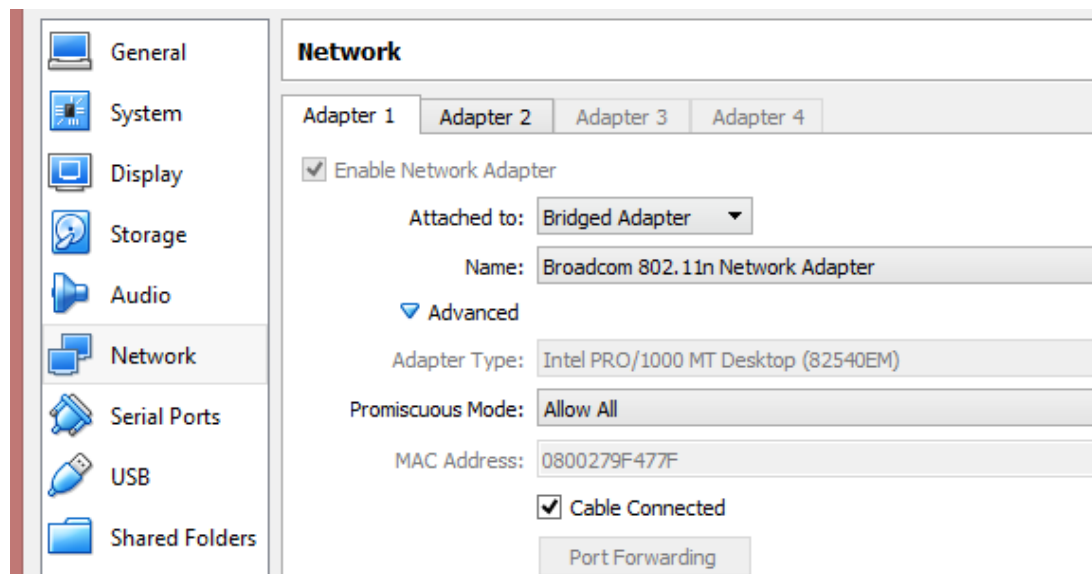 General
System
Display
Storage
Audio
Network
Serial Ports
USB
Shared Folders
Network
Adapter 1 Adapter 2 Adapter 3 Adapter 4
Enable Network Adapter
Attached to: Bridged Adapter
Name: Broadcom 802.11n Network Adapter
Advanced
Adapter Type: Intel PRO/1000 MT Desktop (82540EM)
Promiscuous Mode: Allow All
MAC Address: 0800279F477F
Cable Connected
Port Forwarding